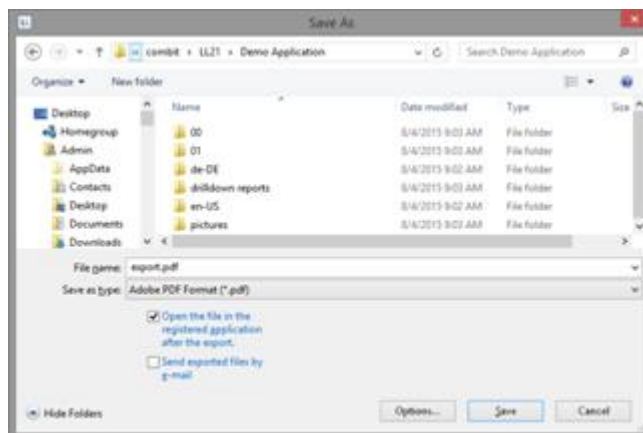 Save As
« combit › LL21 › Demo Application
Search Demo Application
Organize
New folder
Name
Date modified
Type
Size
Desktop
Homegroup
Admin
AppData
Contacts
Desktop
Documents
Downloads
00 8/4/2015 9:03 AM File folder
01 8/4/2015 9:03 AM File folder
de-DE 8/4/2015 9:02 AM File folder
drilldown reports 8/4/2015 9:03 AM File folder
en-US 8/4/2015 9:02 AM File folder
pictures 8/4/2015 9:03 AM File folder
File name: export.pdf
Save as type: Adobe PDF Format (*.pdf)
Open the file in the
registered application
after the export.
Send exported files by
e-mail
Hide Folders
Options...
Save
Cancel